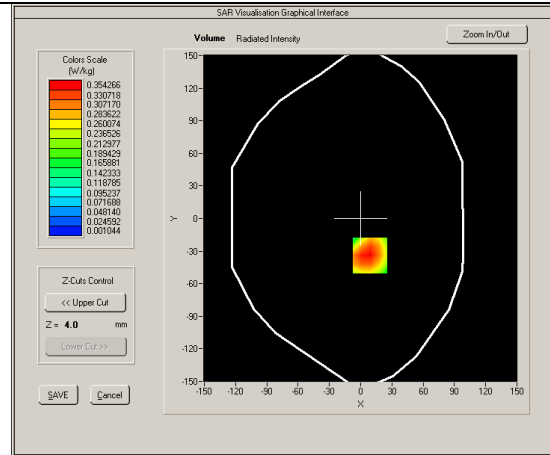 SAR Visualisation Graphical Interface
Volume Radiated Intensity
Zoom In/Out
Colors Scale
(W/kg)
0.354266
0.330718
0.307170
0.283622
0.260074
0.236526
0.212977
0.189429
0.165881
0.142333
0.118785
0.095237
0.071688
0.048140
0.024592
0.001044
Z-Cuts Control
<< Upper Cut
Z = 4.0 mm
Lower Cut >>
SAVE Cancel
150
120
90
60
30
0
-30
-60
-90
-120
-150
Y
-150 -120 -90 -60 -30 0 30 60 90 120 150
X